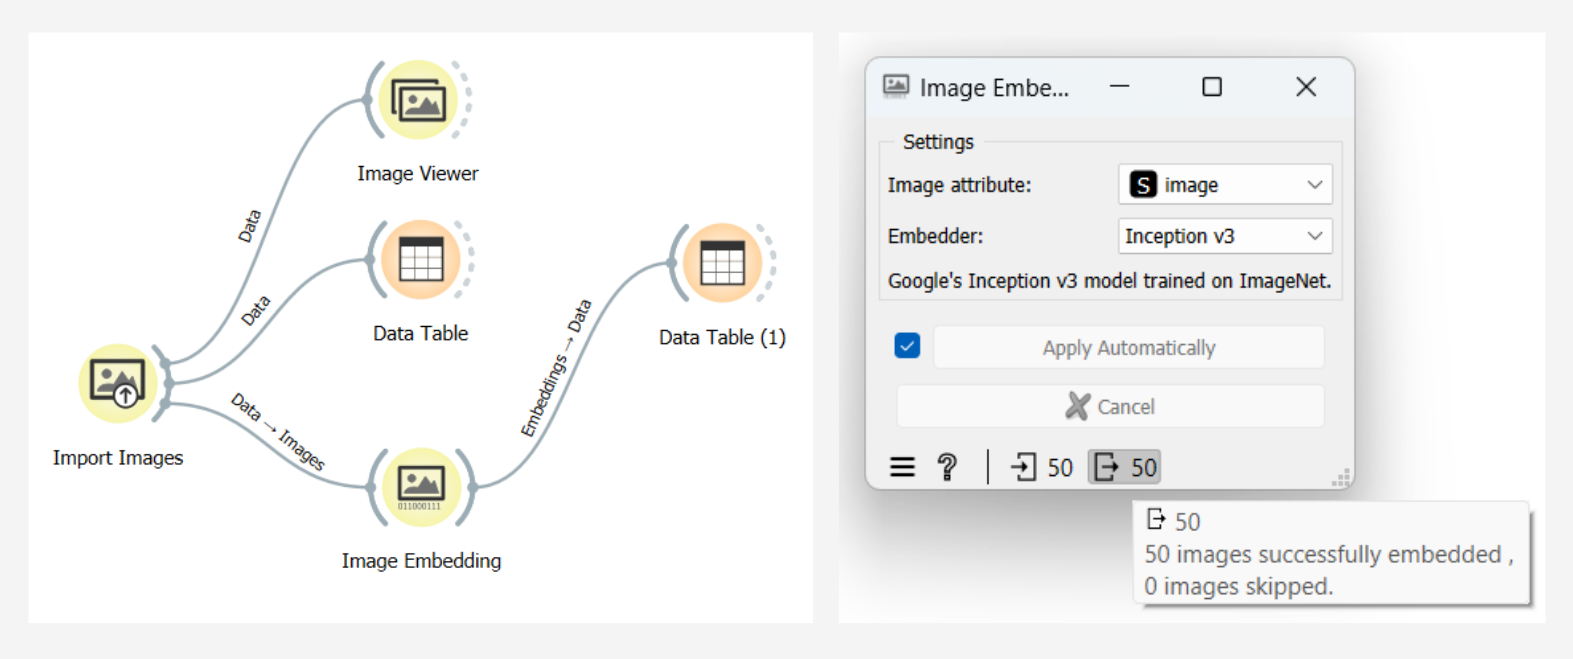 Image Viewer
Data
Data Table
Data
Data Table (1)
Embeddings → Data
Import Images
Data → Images
011000111
Image Embedding
Image Embe...
Settings
Image attribute:
S image
Embedder:
Inception v3
Google's Inception v3 model trained on ImageNet.
Apply Automatically
Cancel
? 50 50
50
50 images successfully embedded ,
0 images skipped.